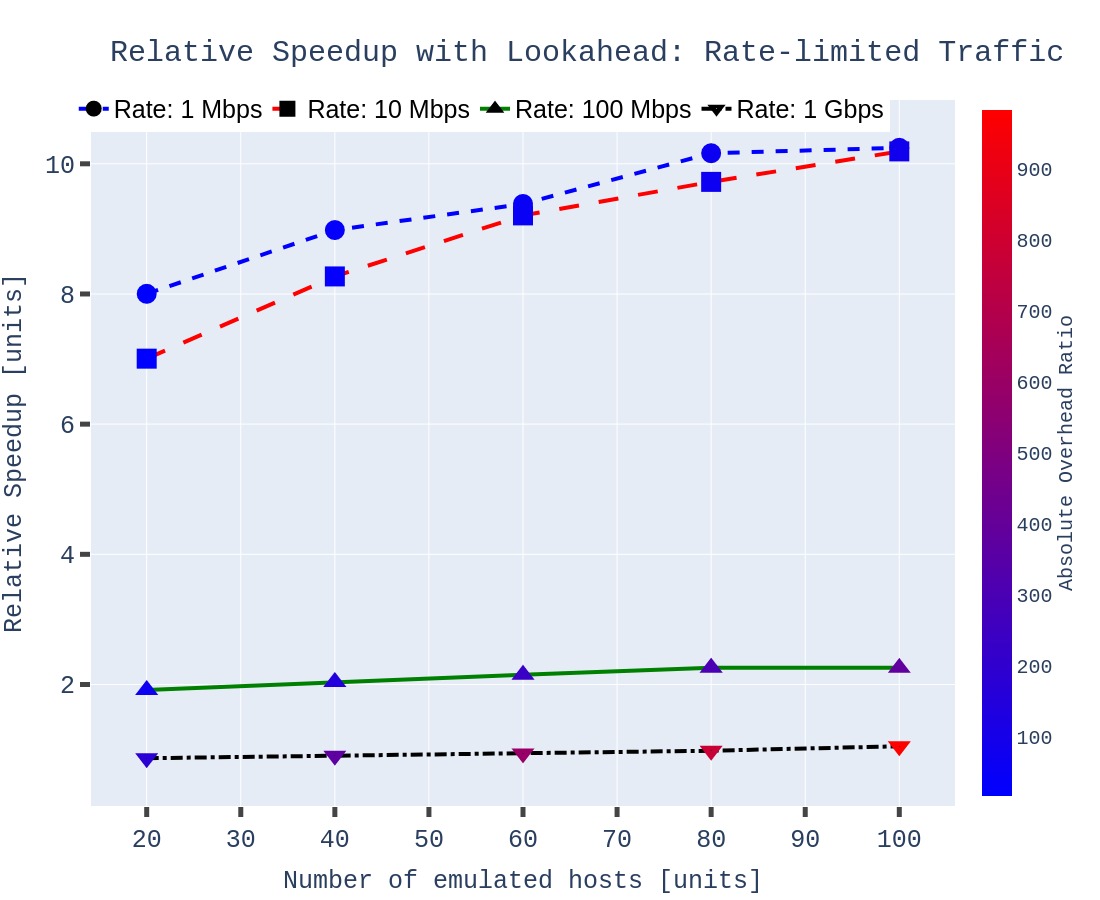 Relative Speedup with Lookahead: Rate-limited Traffic
Rate: 1 Mbps Rate: 10 Mbps Rate: 100 Mbps Rate: 1 Gbps
Relative Speedup [units]
10
8
6
4
2
20 30 40 50 60 70 80 90 100
Number of emulated hosts [units]
900
800
700
600
500
400
300
200
100
Absolute Overhead Ratio